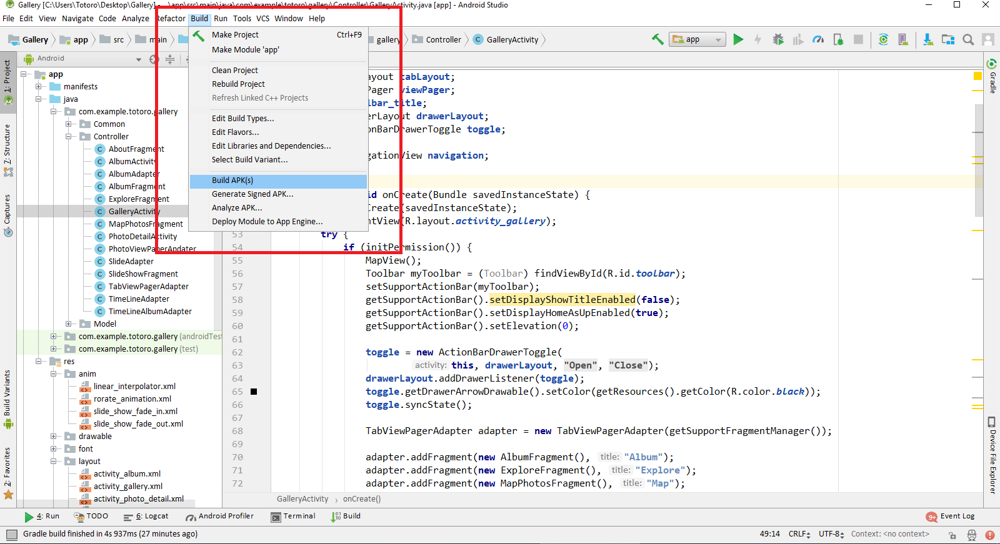 Gallery [C:\Users\Totoro\Desktop\Gallery] - ...\app\src\main\java\com\example\totoro\gallery\Controller\GalleryActivity.java [app] - Android Studio
File Edit View Navigate Code Analyze Refactor Build Run Tools VCS Window Help
Gallery app src main gallery Controller GalleryActivity app
Android
1: Project
7: Structure
Captures
Build Variants
2: Favorites
app
manifests
java
com.example.totoro.gallery
Common
Controller
AboutFragment
AlbumActivity
AlbumAdapter
AlbumFragment
ExploreFragment
GalleryActivity
MapPhotosFragment
PhotoDetailActivity
PhotoViewPaperApdater
SlideAdapter
SlideShowFragment
TabViewPagerAdapter
TimeLineAdapter
TimeLineAlbumAdapter
Model
com.example.totoro.gallery (androidTest
com.example.totoro.gallery (test)
res
anim
linear_interpolator.xml
rorate_animation.xml
slide_show_fade_in.xml
slide_show_fade_out.xml
drawable
font
layout
activity_album.xml
activity_gallery.xml
activity_photo_detail.xml
Make Project Ctrl+F9
Make Module 'app'
Clean Project
Rebuild Project
Refresh Linked C++ Projects
Edit Build Types...
Edit Flavors...
Edit Libraries and Dependencies...
Select Build Variant...
Build APK(s)
Generate Signed APK...
Analyze APK...
Deploy Module to App Engine...
ayout tabLayout;
Pager viewPager;
lbar_title;
erLayout drawerLayout;
onBarDrawerToggle toggle;
gationView navigation;
id onCreate(Bundle savedInstanceState) {
Create(savedInstanceState);
ntView(R.layout.activity_gallery);
53 try {
54 if (initPermission()) {
55 MapView();
56 Toolbar myToolbar = (Toolbar) findViewById(R.id.toolbar);
57 setSupportActionBar(myToolbar);
58 getSupportActionBar().setDisplayShowTitleEnabled(false);
59 getSupportActionBar().setDisplayHomeAsUpEnabled(true);
60 getSupportActionBar().setElevation(0);
61
62 toggle = new ActionBarDrawerToggle(
63 activity: this, drawerLayout, "Open", "Close");
64 drawerLayout.addDrawerListener(toggle);
65 toggle.getDrawerArrowDrawable().setColor(getResources().getColor(R.color.black));
66 toggle.syncState();
67
68 TabViewPagerAdapter adapter = new TabViewPagerAdapter(getSupportFragmentManager());
69
70 adapter.addFragment(new AlbumFragment(), title: "Album");
71 adapter.addFragment(new ExploreFragment(), title: "Explore");
72 adapter.addFragment(new MapPhotosFragment(), title: "Map");
GalleryActivity › onCreate()
Gradle
Device File Explorer
4: Run TODO 6: Logcat Android Profiler Terminal Build 9+ Event Log
Gradle build finished in 4s 937ms (27 minutes ago) 49:14 CRLF UTF-8 Context: <no context>